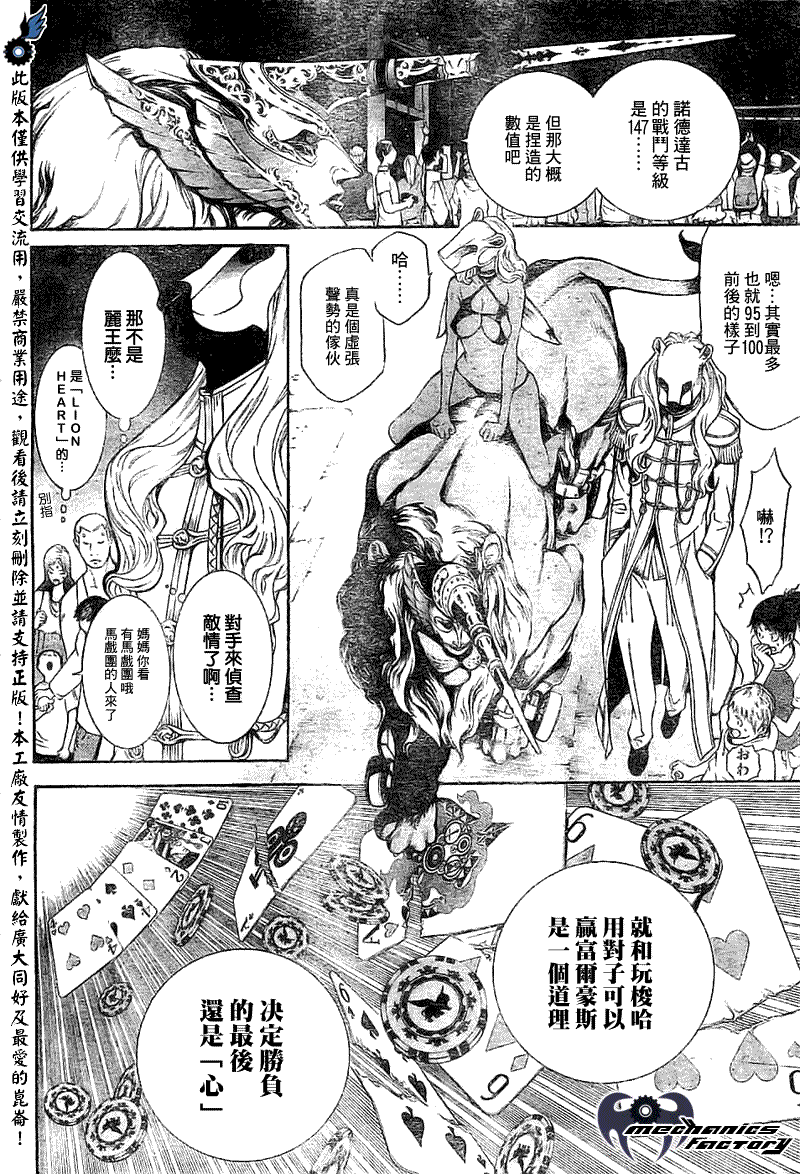 諾德達古
的戰鬥等級
是147……
但那大概
是捏造的
數值吧
嗯…其實最多
也就95到100
前後的樣子
嚇!?
哈……
真是個虛張
聲勢的傢伙
おわ
那不是
麗王麼…
是「LION
HEART」的…
別指
對手來偵查
敵情了啊…
媽媽你看
有馬戲團哦
馬戲團的人來了
就和玩梭哈
用對子可以
贏富爾豪斯
是一個道理
決定勝負
的最後
還是「心」
此版本僅供學習交流用，嚴禁商業用途，觀看後請立刻刪除並請支持正版！本工廠友情製作，獻給廣大同好及最愛的崑崙！
mechanics
Factory